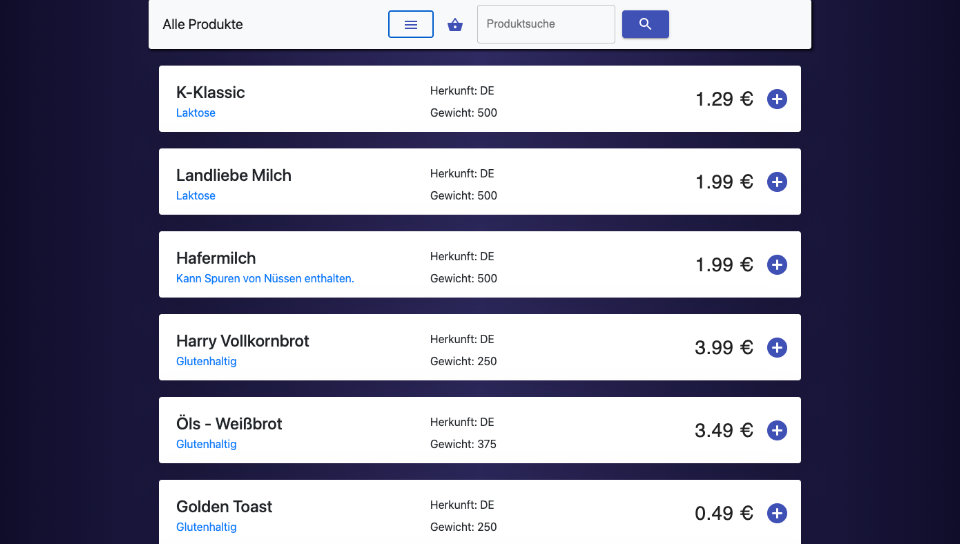 Alle Produkte
Produktsuche
K-Klassic
Laktose
Herkunft: DE
Gewicht: 500
1.29 €
Landliebe Milch
Laktose
Herkunft: DE
Gewicht: 500
1.99 €
Hafermilch
Kann Spuren von Nüssen enthalten.
Herkunft: DE
Gewicht: 500
1.99 €
Harry Vollkornbrot
Glutenhaltig
Herkunft: DE
Gewicht: 250
3.99 €
Öls - Weißbrot
Glutenhaltig
Herkunft: DE
Gewicht: 375
3.49 €
Golden Toast
Glutenhaltig
Herkunft: DE
Gewicht: 250
0.49 €